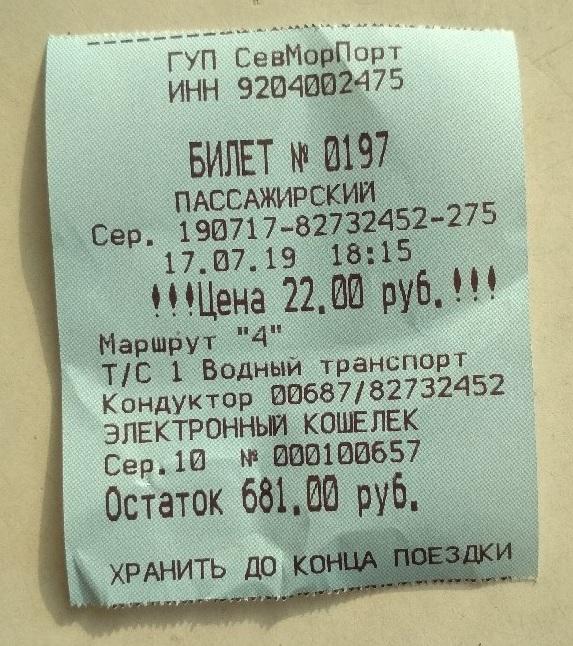 ГУП СевМорПорт
ИНН 9204002475
БИЛЕТ № 0197
ПАССАЖИРСКИЙ
Сер. 190717-82732452-275
17.07.19 18:15
!!!Цена 22.00 руб.!!!
Маршрут "4"
Т/С 1 Водный транспорт
Кондуктор 00687/82732452
ЭЛЕКТРОННЫЙ КОШЕЛЕК
Сер.10 № 000100657
Остаток 681.00 руб.
ХРАНИТЬ ДО КОНЦА ПОЕЗДКИ